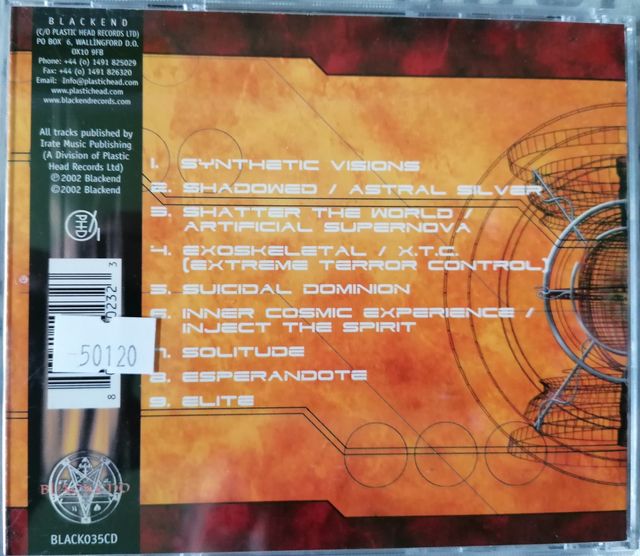 BLACKEND
(C/O PLASTIC HEAD RECORDS LTD)
PO BOX 6, WALLINGFORD D.O.
OX10 9FB
Phone: +44 (0) 1491 825029
Fax: +44 (0) 1491 826320
Email: Info@plastichead.com
www.plastichead.com
www.blackendrecords.com
All tracks published by
Irate Music Publishing
(A Division of Plastic
Head Records Ltd)
℗2002 Blackend
©2002 Blackend
PHD
1. SYNTHETIC VISIONS
2. SHADOWED / ASTRAL SILVER
3. SHATTER THE WORLD /
ARTIFICIAL SUPERNOVA
4. EXOSKELETAL / X.T.C.
(EXTREME TERROR CONTROL)
5. SUICIDAL DOMINION
6. INNER COSMIC EXPERIENCE /
INJECT THE SPIRIT
7. SOLITUDE
8. ESPERANDOTE
9. ELITE
-50120
BLACKEND
BLACK035CD